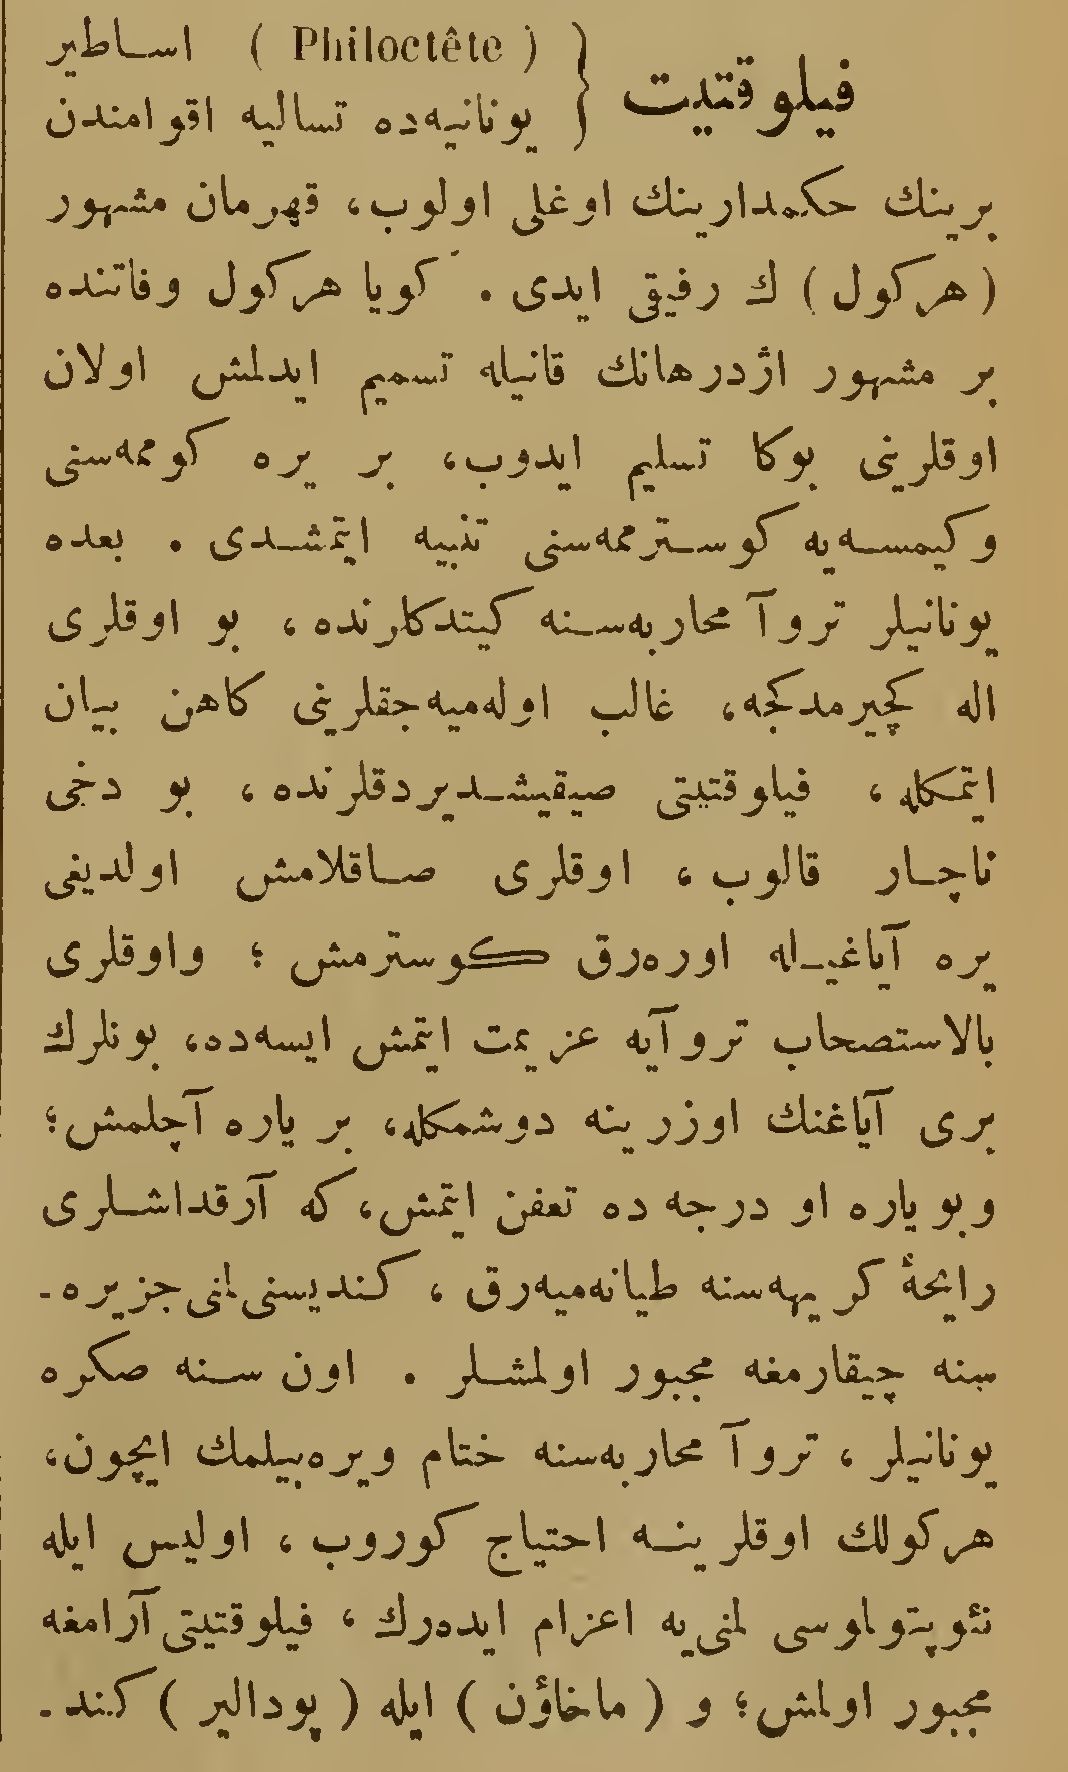 فیلوقتیت { ( Philoctête ) اساطیر
یونانیه‌ده تسالیه اقوامندن
برینك حکمدارینك اوغلی اولوب، قهرمان مشهور
(هرکول) ك رفیقی ایدی . کویا هرکول وفاتنده
بر مشهور اژدرهانك قانیله تسمیم ایدلمش اولان
اوقلرینی بوکا تسلیم ایدوب، بر یره کوممه‌سنی
وکیمسه‌یه کوسترممه‌سنی تنبیه ایتمشدی . بعده
یونانیلر تروآ محاربه‌سنه کیتدکلرنده، بو اوقلری
اله کچیرمدکجه، غالب اوله‌میه‌جقلرینی کاهن بیان
ایتمکله، فیلوقتیتی صیقیشدیردقلرنده، بو دخی
ناچار قالوب، اوقلری صاقلامش اولدیغی
یره آیاغیله اوره‌رق کوسترمش ؛ واوقلری
بالاستصحاب تروآیه عزیمت ایتمش ایسه‌ده، بونلرك
بری آیاغنك اوزرینه دوشمکله، بر یاره آچلمش؛
وبو یاره او درجه ده تعفن ایتمش، که آرقداشلری
رایحهٔ کریهه‌سنه طیانه‌میه‌رق، کندیسنی لمنی جزیره‌-
سنه چیقارمغه مجبور اولمشلر . اون سنه صکره
یونانیلر، تروآ محاربه‌سنه ختام ویره‌بیلمك ایچون،
هرکولك اوقلرینه احتیاج کوروب، اولیس ایله
نئوپتولموسی لمنی‌یه اعزام ایده‌رك، فیلوقتیتی آرامغه
مجبور اولمش؛ و (ماخاؤن) ایله (پودالیر) کند-